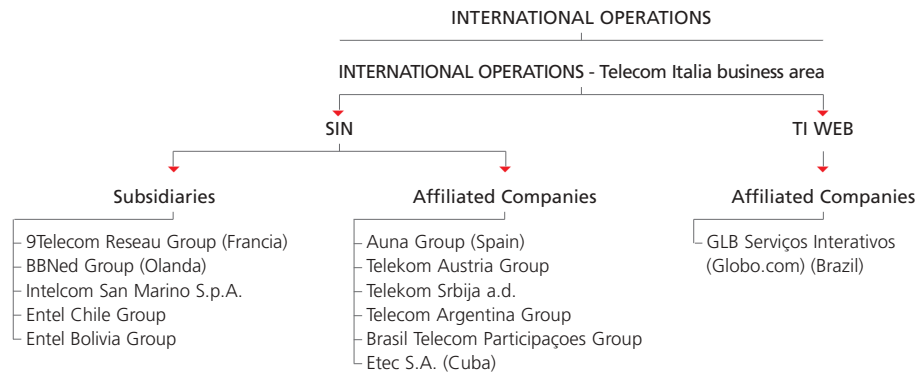 INTERNATIONAL OPERATIONS
INTERNATIONAL OPERATIONS - Telecom Italia business area
SIN
TI WEB
Subsidiaries
Affiliated Companies
Affiliated Companies
9Telecom Reseau Group (Francia)
BBNed Group (Olanda)
Intelcom San Marino S.p.A.
Entel Chile Group
Entel Bolivia Group
Auna Group (Spain)
Telekom Austria Group
Telekom Srbija a.d.
Telecom Argentina Group
Brasil Telecom Participaçoes Group
Etec S.A. (Cuba)
GLB Serviços Interativos
(Globo.com) (Brazil)